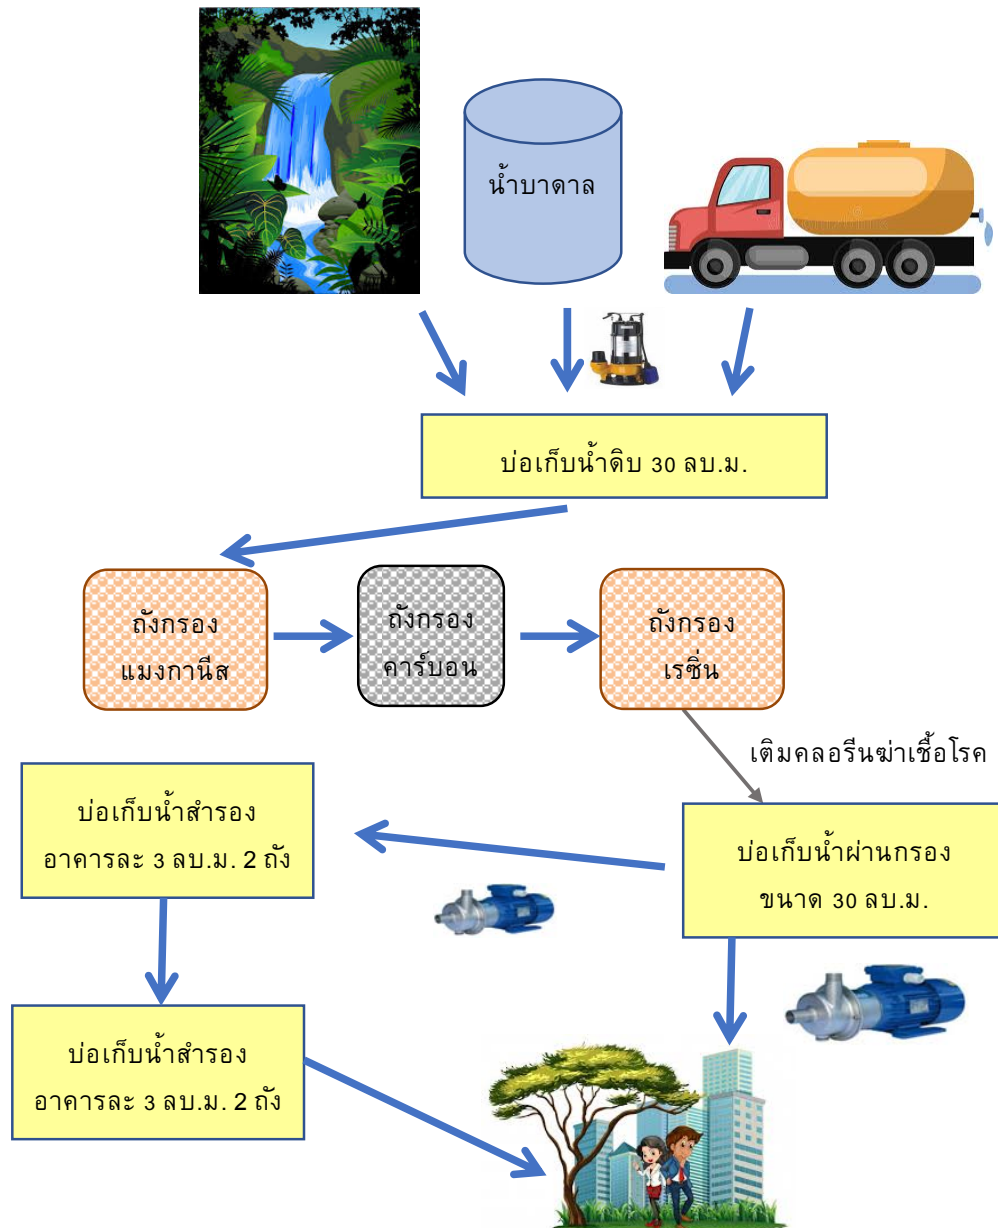 น้ำบาดาล
บ่อเก็บน้ำดิบ 30 ลบ.ม.
ถังกรอง
แมงกานีส
ถังกรอง
คาร์บอน
ถังกรอง
เรซิ่น
เติมคลอรีนฆ่าเชื้อโรค
บ่อเก็บน้ำสำรอง
อาคารละ 3 ลบ.ม. 2 ถัง
บ่อเก็บน้ำผ่านกรอง
ขนาด 30 ลบ.ม.
บ่อเก็บน้ำสำรอง
อาคารละ 3 ลบ.ม. 2 ถัง